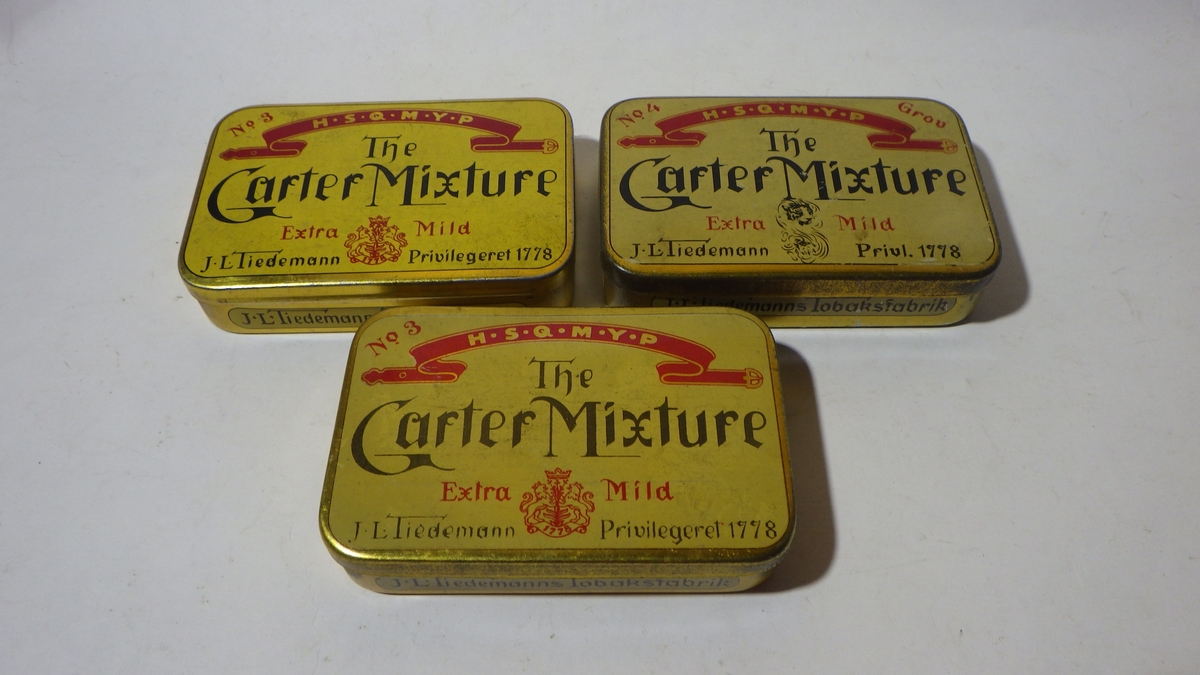 No 3
H·S·Q·M·Y·P
The
Carter Mixture
Extra Mild
J·L·Tiedemann Privilegeret 1778
J·L·Tiedemann
No 4
H·S·Q·M·Y·P
Grov
The
Carter Mixture
Extra Mild
J·L·Tiedemann Privl. 1778
J·L·Tiedemanns Tobaksfabrik
No 3
H·S·Q·M·Y·P
The
Carter Mixture
Extra Mild
1778
J·L·Tiedemann Privilegeret 1778
J·L·Tiedemanns Tobaksfabrik